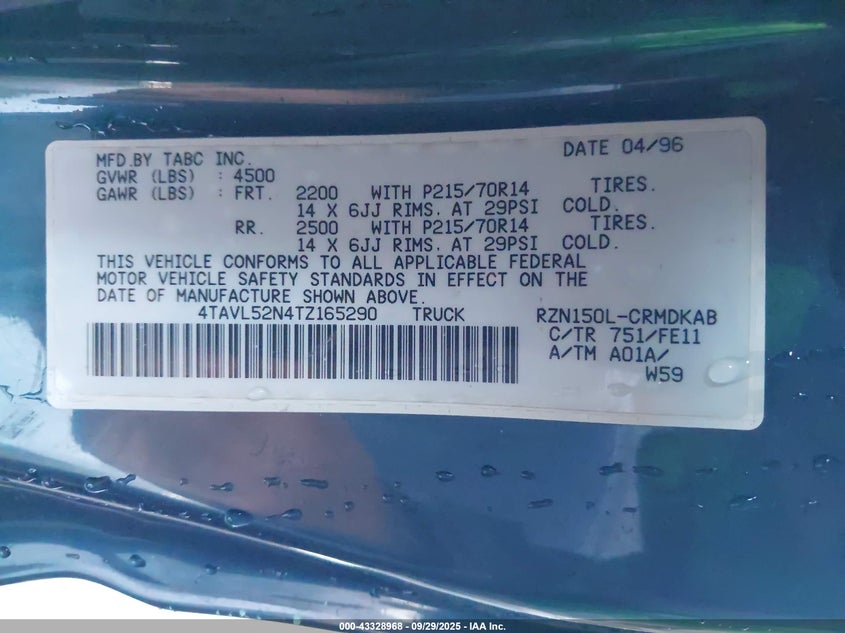 MFD.BY TABC INC. DATE 04/96
GVWR (LBS) : 4500
GAWR (LBS) : FRT. 2200 WITH P215/70R14 TIRES.
14 X 6JJ RIMS. AT 29PSI COLD.
RR. 2500 WITH P215/70R14 TIRES.
14 X 6JJ RIMS. AT 29PSI COLD.
THIS VEHICLE CONFORMS TO ALL APPLICABLE FEDERAL
MOTOR VEHICLE SAFETY STANDARDS IN EFFECT ON THE
DATE OF MANUFACTURE SHOWN ABOVE.
4TAVL52N4TZ165290 TRUCK RZN150L-CRMDKAB
C/TR 751/FE11
A/TM A01A/
W59
000-43328968 - 09/29/2025 - IAA Inc.